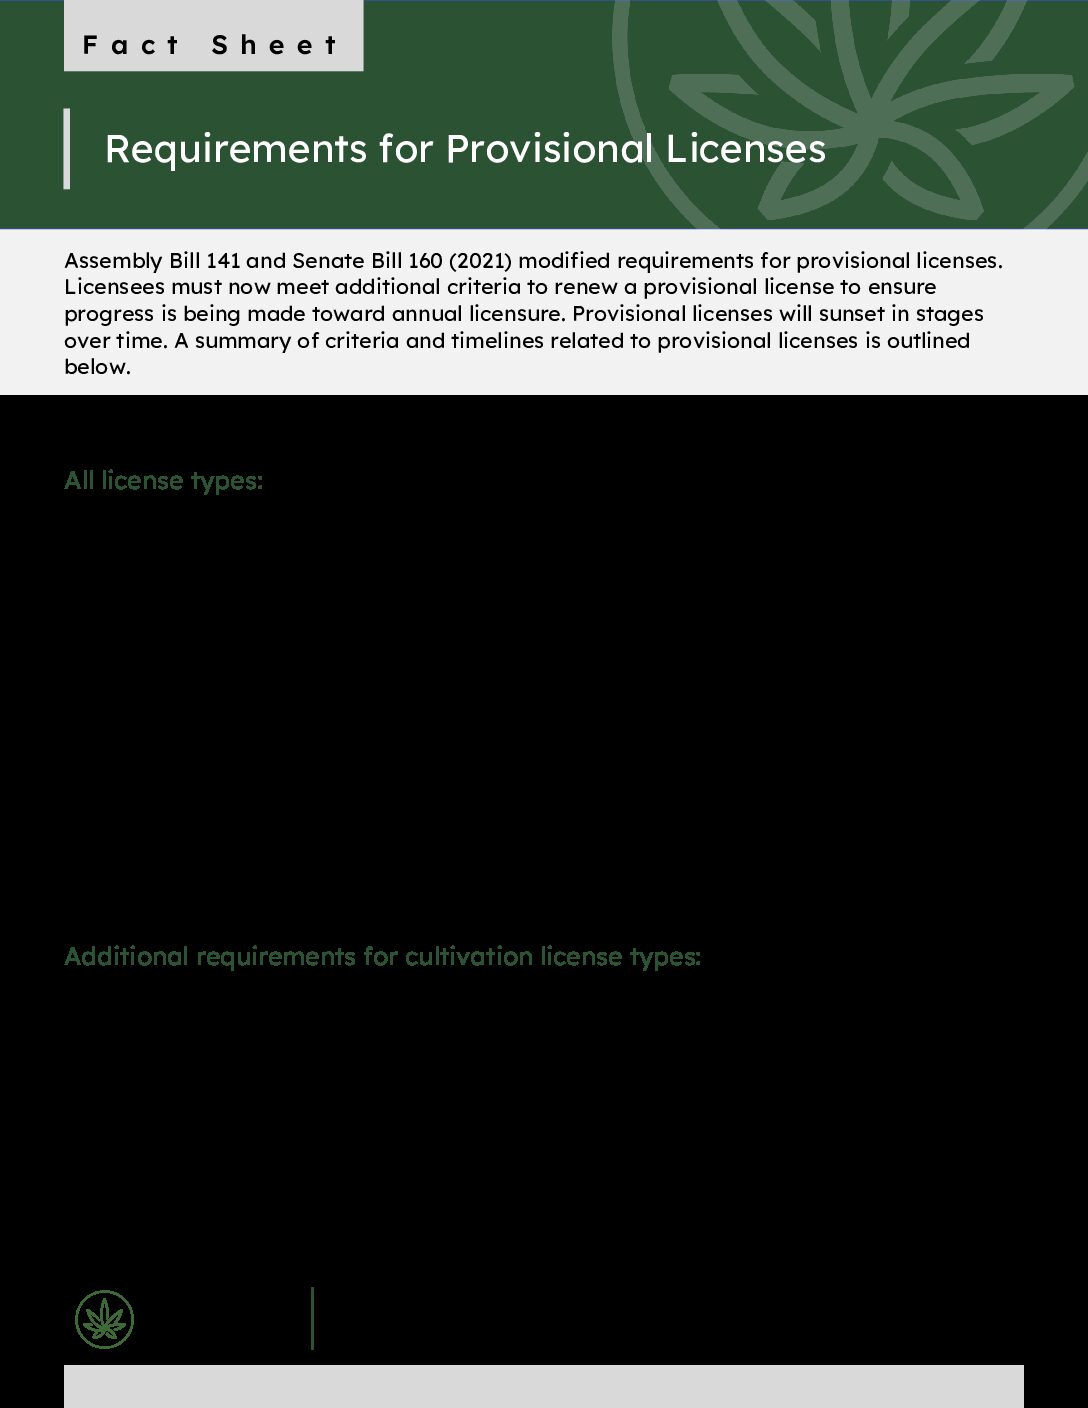 Fact Sheet
Requirements for Provisional Licenses
Assembly Bill 141 and Senate Bill 160 (2021) modified requirements for provisional licenses.
Licensees must now meet additional criteria to renew a provisional license to ensure
progress is being made toward annual licensure. Provisional licenses will sunset in stages
over time. A summary of criteria and timelines related to provisional licenses is outlined
below.
All license types:
Additional requirements for cultivation license types: